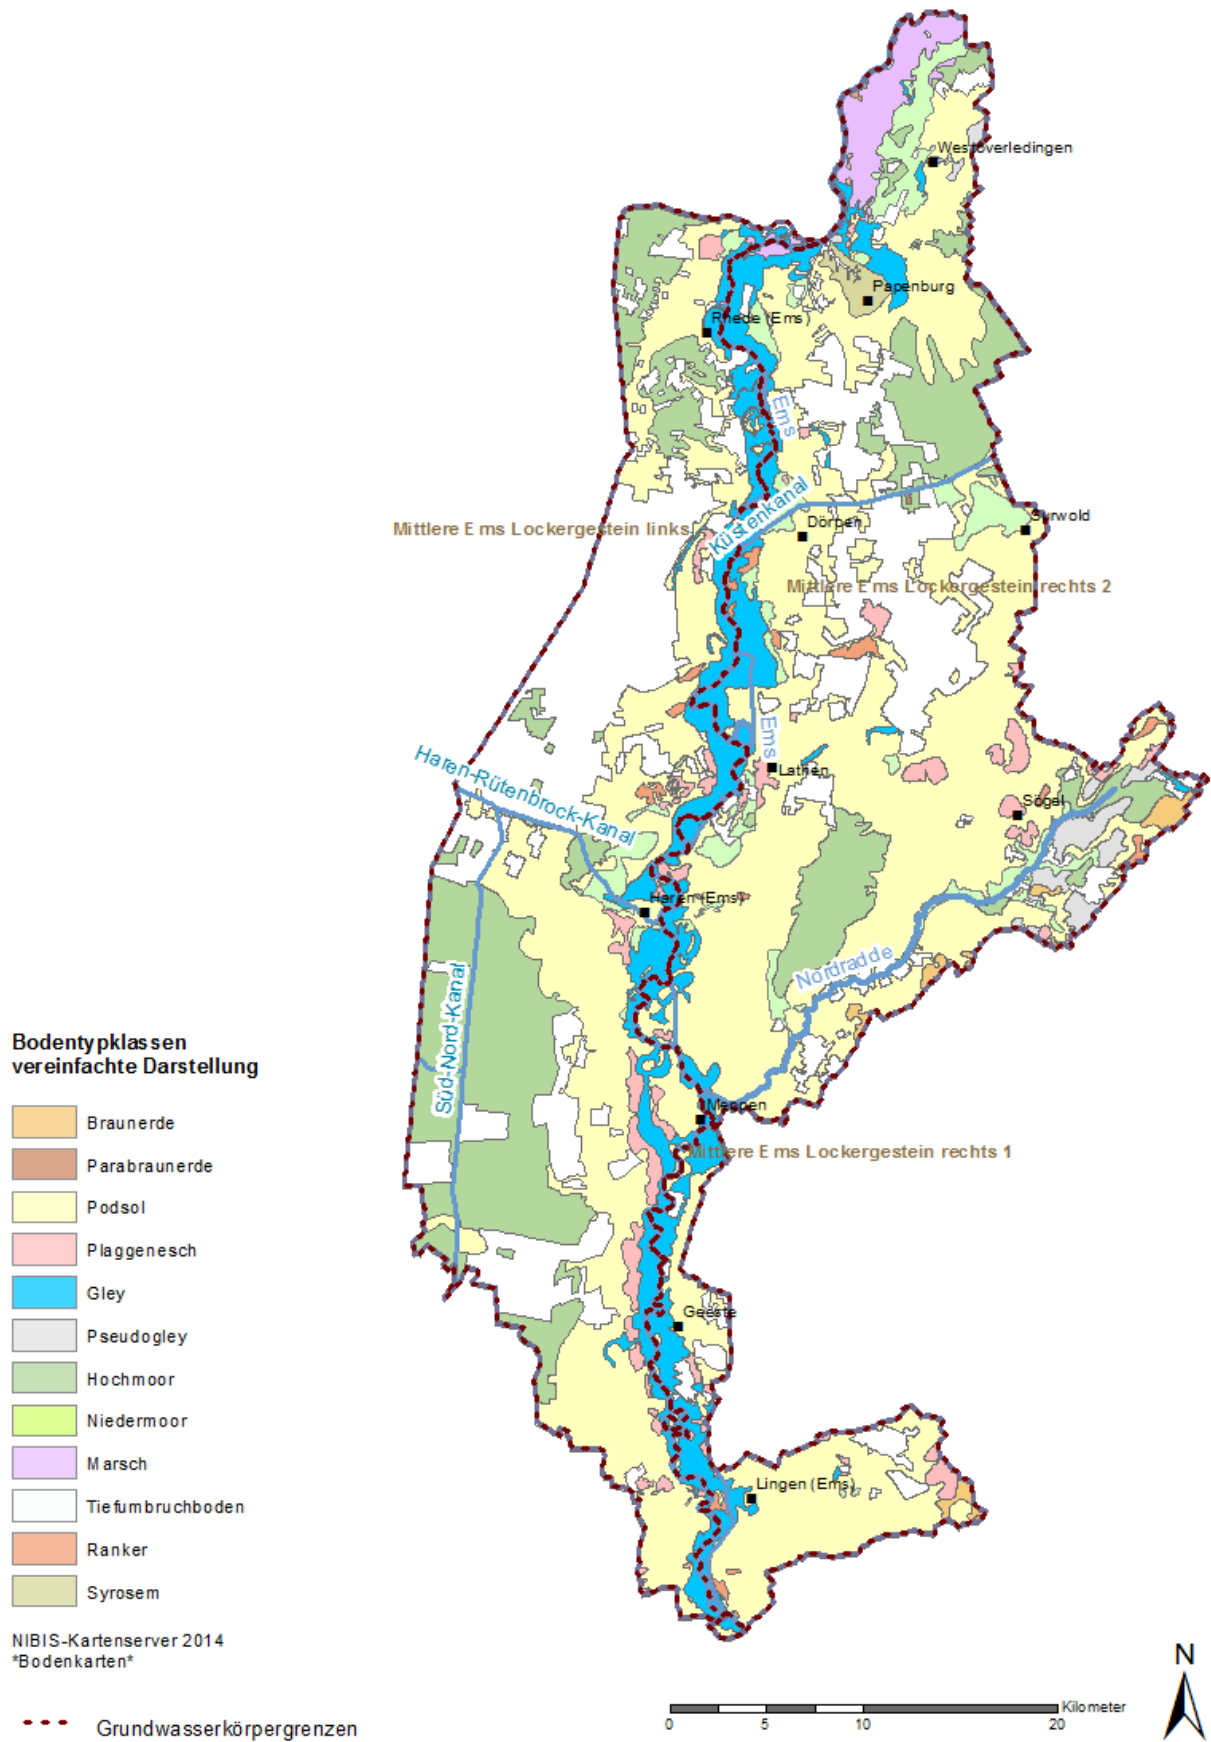 Westoverledingen
Papenburg
Rhede (Ems)
Ems
Küstenkanal
Surwold
Dörpen
Mittlere Ems Lockergestein links
Mittlere Ems Lockergestein rechts 2
Ems
Lathen
Haren-Rütenbrock-Kanal
Sögel
Haren (Ems)
Nordradde
Süd-Nord-Kanal
Meppen
Mittlere Ems Lockergestein rechts 1
Geeste
Lingen (Ems)
Bodentypklassen
vereinfachte Darstellung
Braunerde
Parabraunerde
Podsol
Plaggenesch
Gley
Pseudogley
Hochmoor
Niedermoor
Marsch
Tiefumbruchboden
Ranker
Syrosem
NIBIS-Kartenserver 2014
*Bodenkarten*
Grundwasserkörpergrenzen
N
Kilometer
0 5 10 20